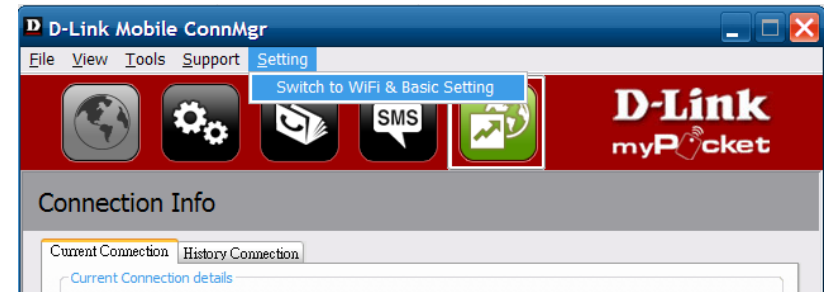 D D-Link Mobile ConnMgr
File View Tools Support Setting
Switch to WiFi & Basic Setting
SMS
D-Link
myPocket
Connection Info
Current Connection History Connection
Current Connection details